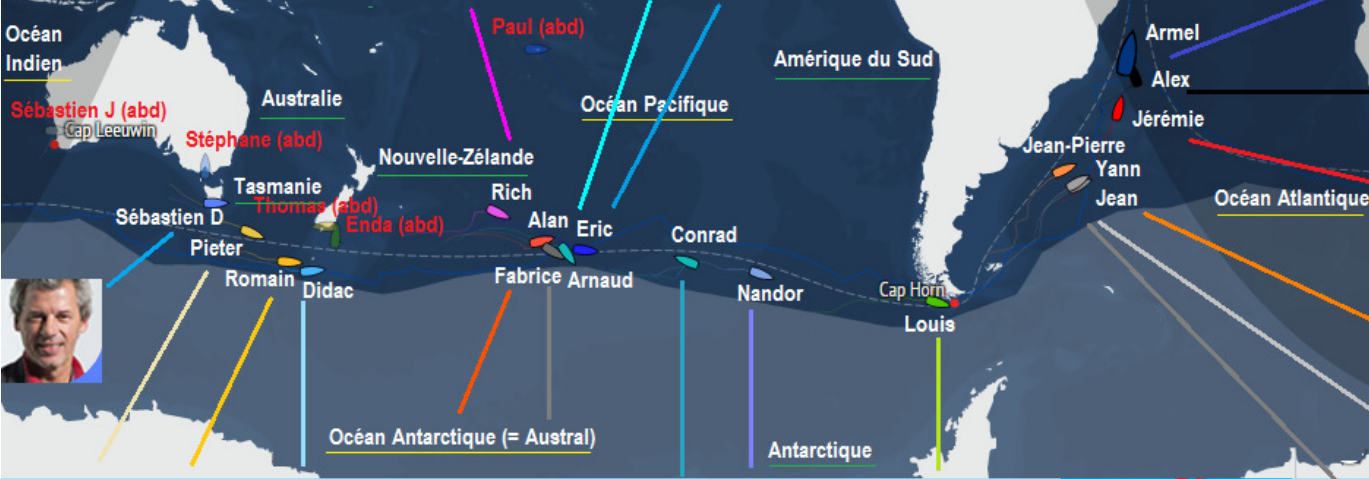 Océan
Indien
Sébastien J (abd)
Cap Leeuwin
Stéphane (abd)
Australie
Tasmanie
Sébastien D
Thomas (abd)
Enda (abd)
Pieter
Romain
Didac
Nouvelle-Zélande
Paul (abd)
Océan Pacifique
Rich
Alan
Eric
Fabrice
Arnaud
Conrad
Nandor
Amérique du Sud
Cap Horn
Louis
Armel
Alex
Jérémie
Jean-Pierre
Yann
Jean
Océan Atlantique
Océan Antarctique (= Austral)
Antarctique